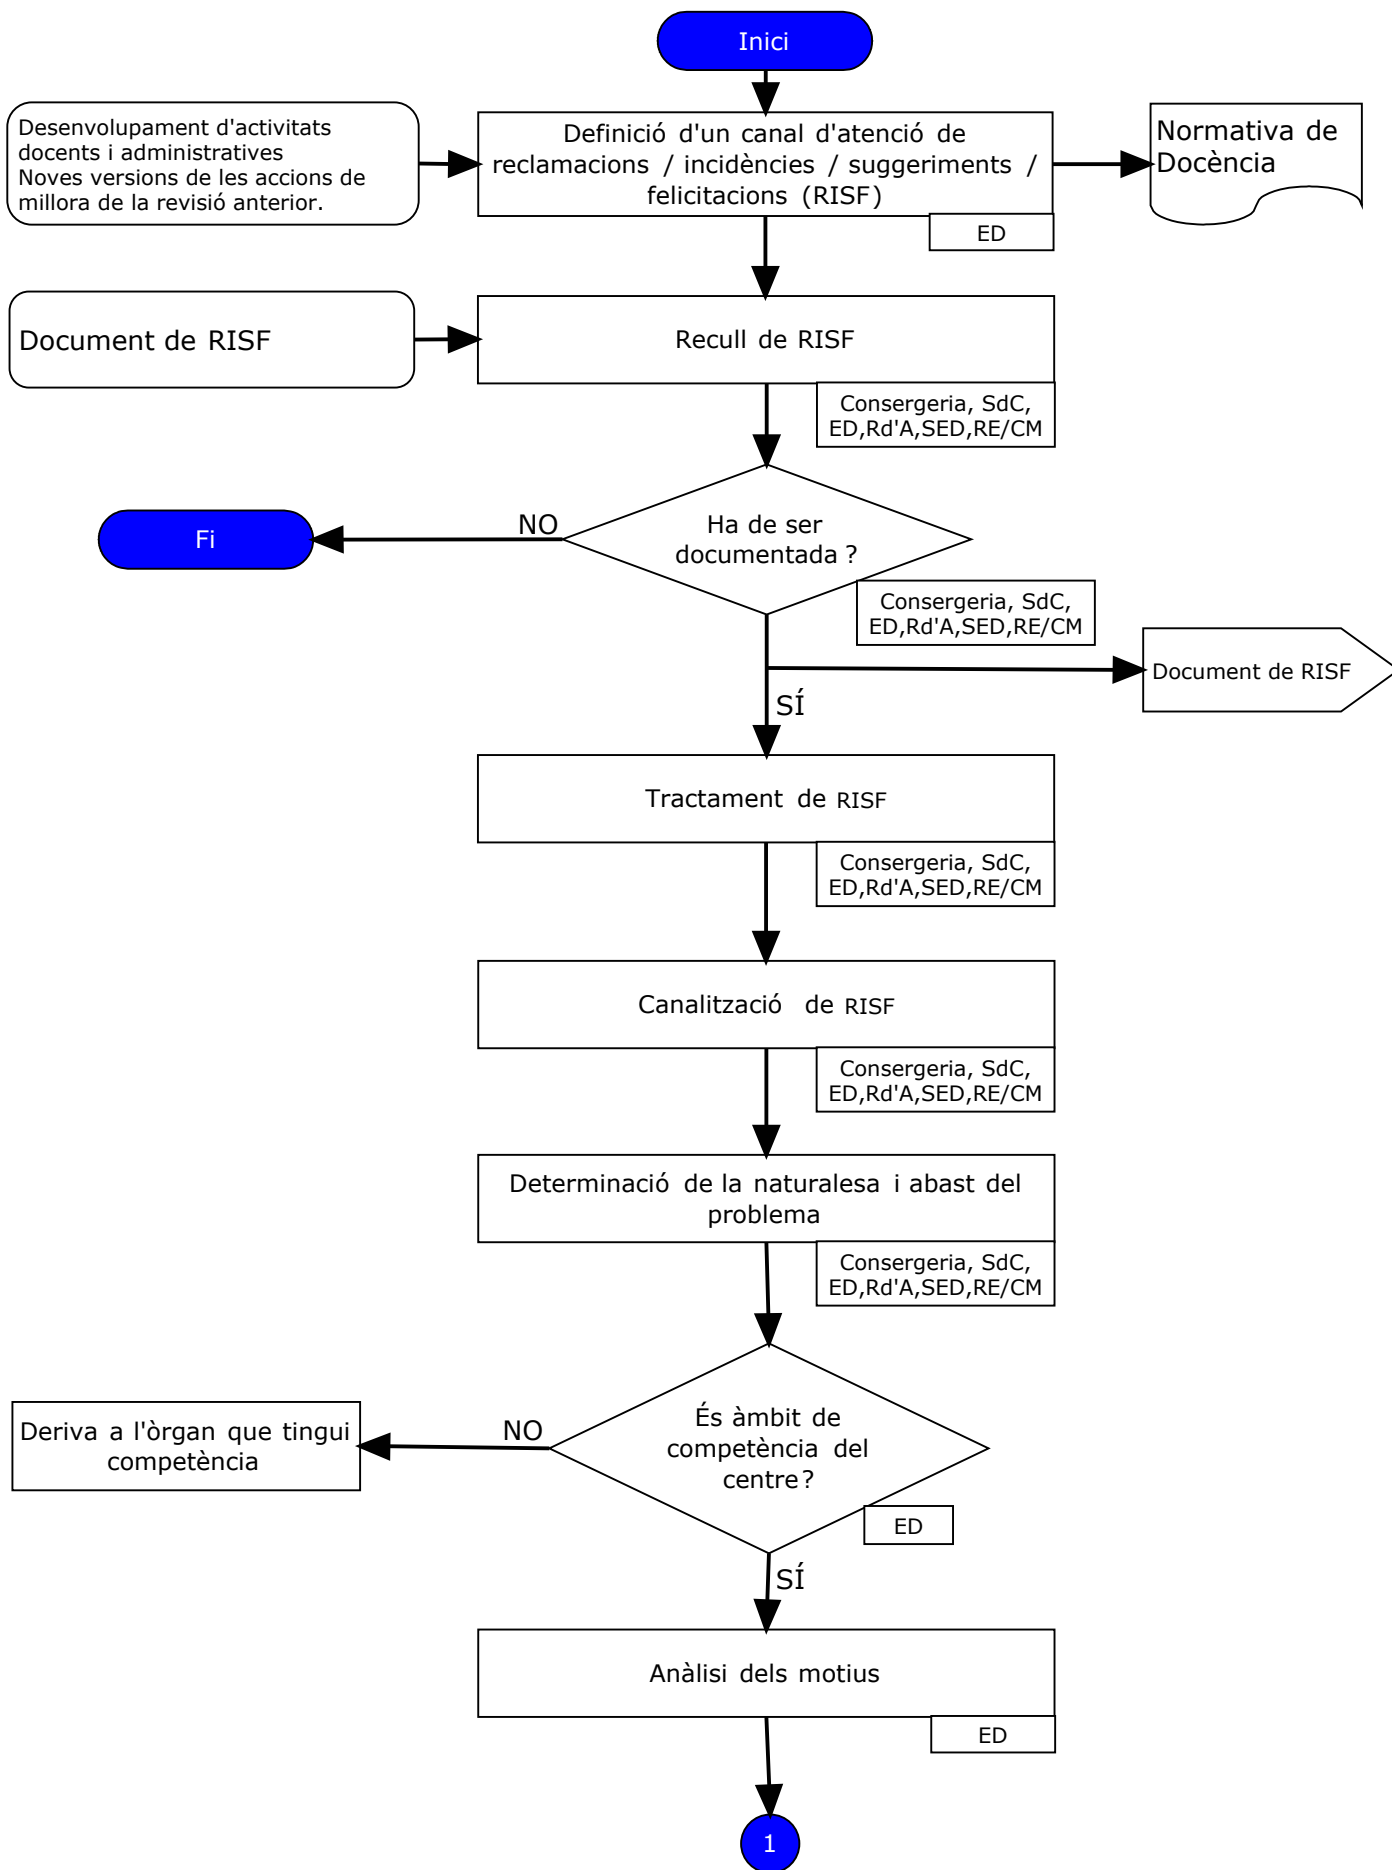 Inici
Desenvolupament d'activitats
docents i administratives
Noves versions de les accions de
millora de la revisió anterior.
Definició d'un canal d'atenció de
reclamacions / incidències / suggeriments /
felicitacions (RISF)
ED
Normativa de
Docència
Document de RISF
Recull de RISF
Consergeria, SdC,
ED,Rd'A,SED,RE/CM
Ha de ser
documentada ?
NO
Fi
Consergeria, SdC,
ED,Rd'A,SED,RE/CM
Document de RISF
SÍ
Tractament de RISF
Consergeria, SdC,
ED,Rd'A,SED,RE/CM
Canalització de RISF
Consergeria, SdC,
ED,Rd'A,SED,RE/CM
Determinació de la naturalesa i abast del
problema
Consergeria, SdC,
ED,Rd'A,SED,RE/CM
És àmbit de
competència del
centre?
NO
Deriva a l'òrgan que tingui
competència
ED
SÍ
Anàlisi dels motius
ED
1